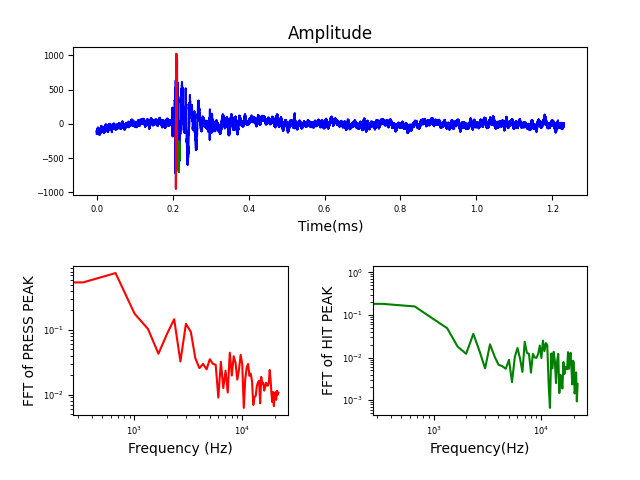 Amplitude
1000
500
0
−500
−1000
0.0 0.2 0.4 0.6 0.8 1.0 1.2
Time(ms)
FFT of PRESS PEAK
10⁻¹
10⁻²
10³ 10⁴
Frequency (Hz)
FFT of HIT PEAK
10⁰
10⁻¹
10⁻²
10⁻³
10³ 10⁴
Frequency(Hz)